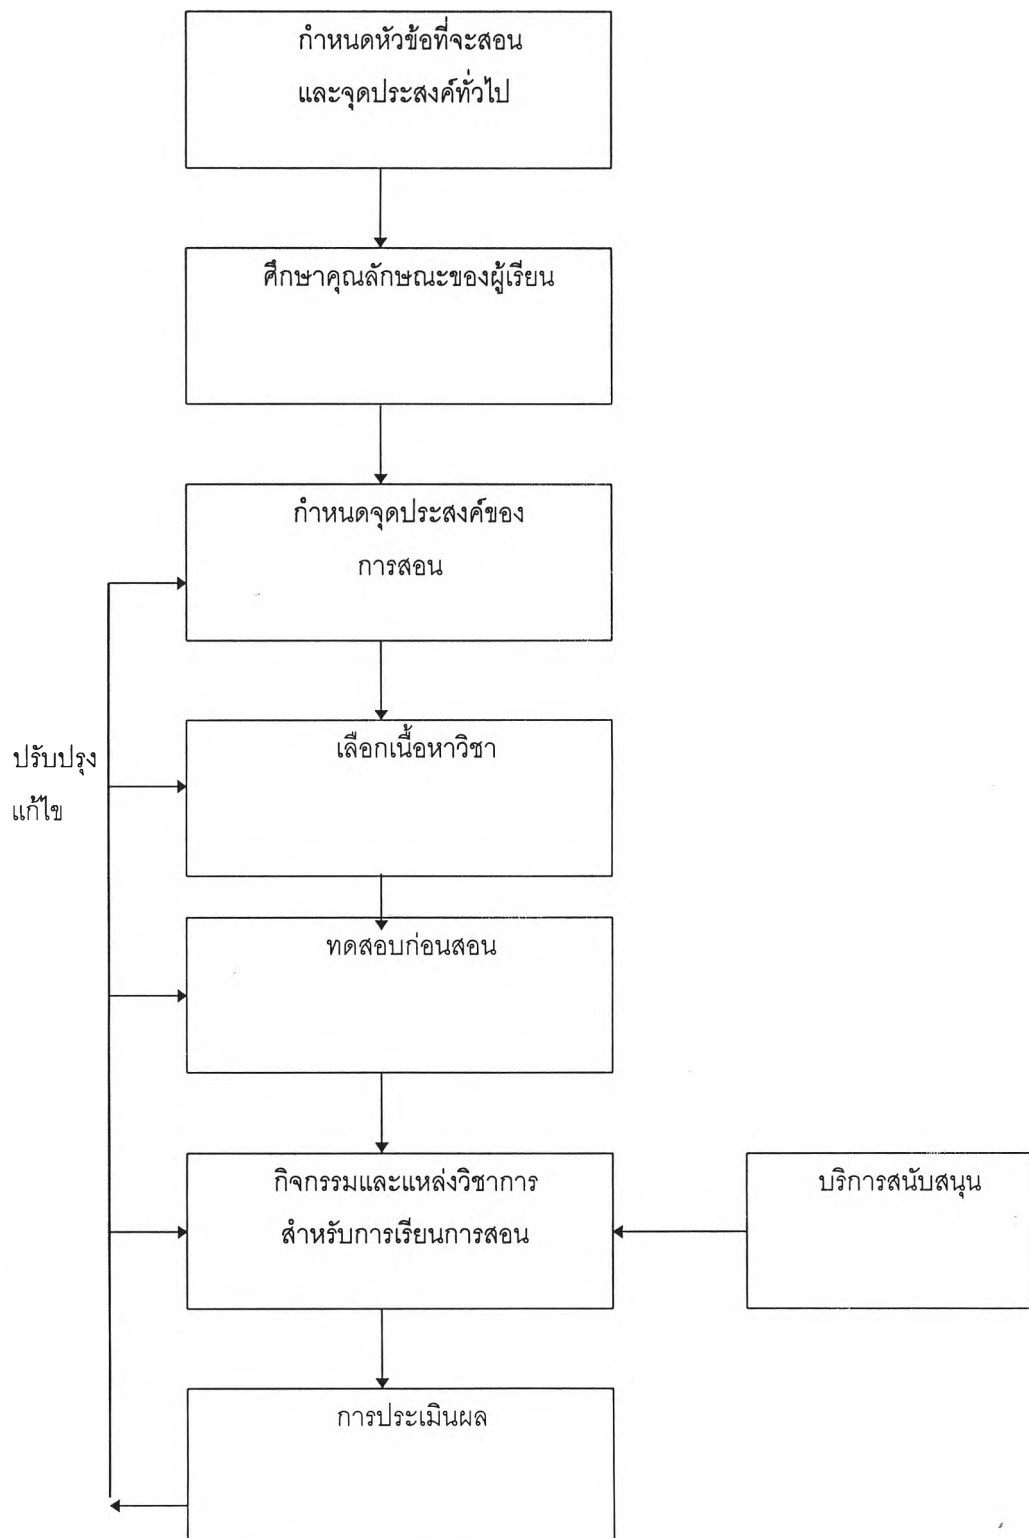 กำหนดหัวข้อที่จะสอน
และจุดประสงค์ทั่วไป
ศึกษาคุณลักษณะของผู้เรียน
กำหนดจุดประสงค์ของ
การสอน
ปรับปรุง
แก้ไข
เลือกเนื้อหาวิชา
ทดสอบก่อนสอน
กิจกรรมและแหล่งวิชาการ
สำหรับการเรียนการสอน
บริการสนับสนุน
การประเมินผล